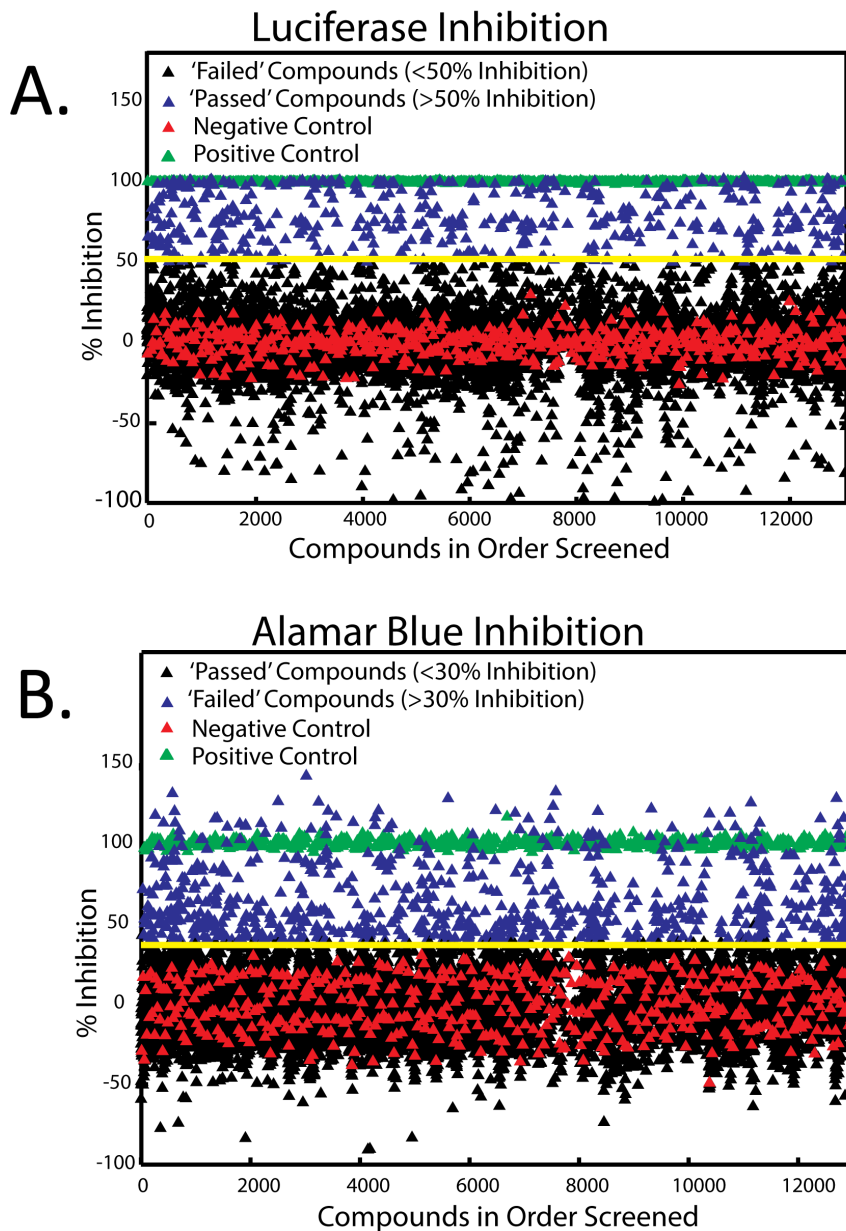 Luciferase Inhibition
A.
'Failed' Compounds (<50% Inhibition)
'Passed' Compounds (>50% Inhibition)
Negative Control
Positive Control
150
100
50
0
-50
-100
% Inhibition
0 2000 4000 6000 8000 10000 12000
Compounds in Order Screened
Alamar Blue Inhibition
B.
'Passed' Compounds (<30% Inhibition)
'Failed' Compounds (>30% Inhibition)
Negative Control
Positive Control
150
100
50
0
-50
-100
% Inhibition
0 2000 4000 6000 8000 10000 12000
Compounds in Order Screened